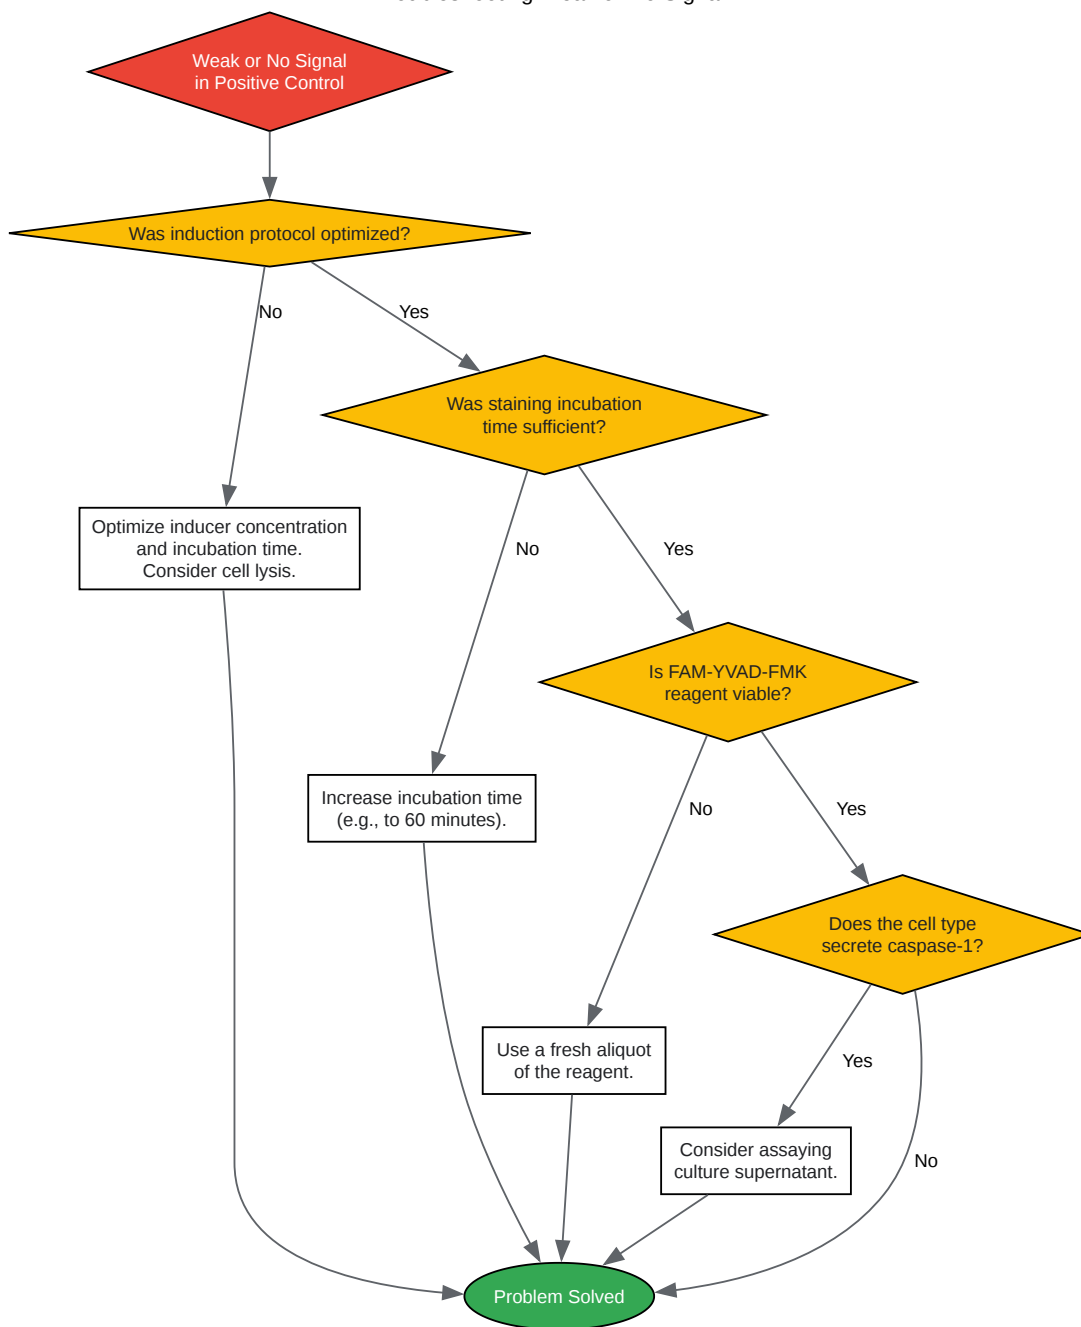 Weak or No Signal
in Positive Control
Was induction protocol optimized?
No
Yes
Was staining incubation
time sufficient?
Optimize inducer concentration
and incubation time.
Consider cell lysis.
No
Yes
Is FAM-YVAD-FMK
reagent viable?
Increase incubation time
(e.g., to 60 minutes).
No
Yes
Does the cell type
secrete caspase-1?
Use a fresh aliquot
of the reagent.
Yes
Consider assaying
culture supernatant.
No
Problem Solved